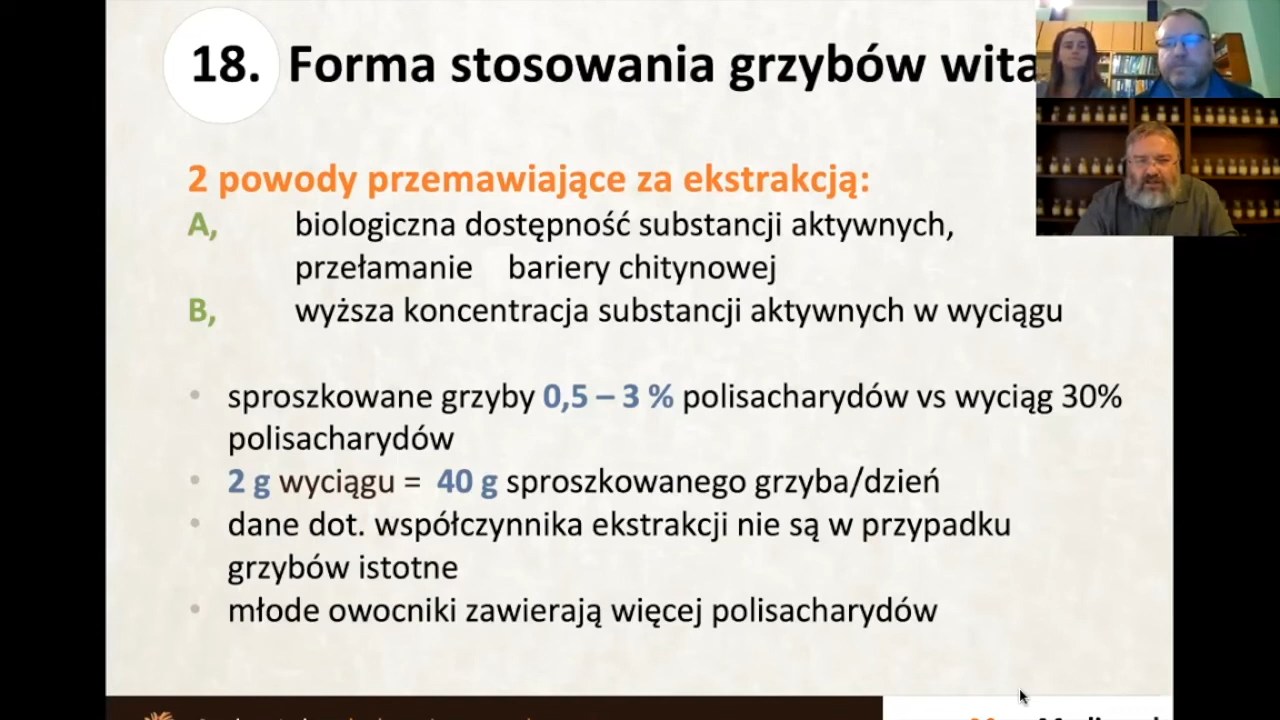 18. Forma stosowania grzybów wita
2 powody przemawiające za ekstrakcją:
A, biologiczna dostępność substancji aktywnych,
przełamanie bariery chitynowej
B, wyższa koncentracja substancji aktywnych w wyciągu
• sproszkowane grzyby 0,5 – 3 % polisacharydów vs wyciąg 30%
polisacharydów
• 2 g wyciągu = 40 g sproszkowanego grzyba/dzień
• dane dot. współczynnika ekstrakcji nie są w przypadku
grzybów istotne
• młode owocniki zawierają więcej polisacharydów